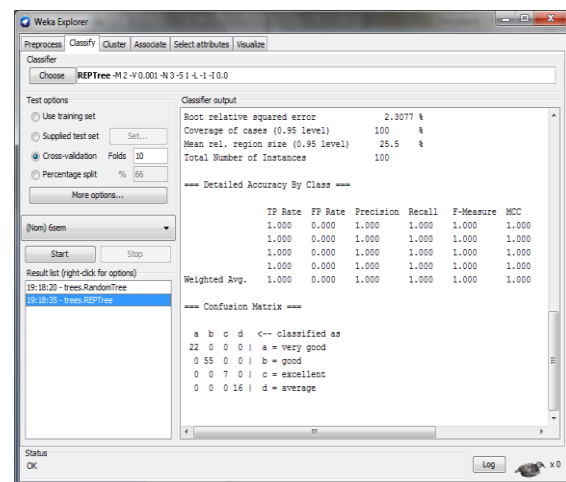 Weka Explorer
Preprocess Classify Cluster Associate Select attributes Visualize
Classifier
Choose REPTree -M 2 -V 0.001 -N 3 -S 1 -L -1 -I 0.0
Test options
Use training set
Supplied test set Set...
Cross-validation Folds 10
Percentage split % 66
More options...
(Nom) 6sem
Start Stop
Result list (right-click for options)
19:18:20 - trees.RandomTree
19:18:35 - trees.REPTree
Classifier output
Root relative squared error 2.3077 %
Coverage of cases (0.95 level) 100 %
Mean rel. region size (0.95 level) 25.5 %
Total Number of Instances 100
=== Detailed Accuracy By Class ===
TP Rate FP Rate Precision Recall F-Measure MCC
1.000 0.000 1.000 1.000 1.000 1.000
1.000 0.000 1.000 1.000 1.000 1.000
1.000 0.000 1.000 1.000 1.000 1.000
1.000 0.000 1.000 1.000 1.000 1.000
Weighted Avg. 1.000 0.000 1.000 1.000 1.000 1.000
=== Confusion Matrix ===
a b c d <-- classified as
22 0 0 0 | a = very good
0 55 0 0 | b = good
0 0 7 0 | c = excellent
0 0 0 16 | d = average
Status
OK
Log x 0